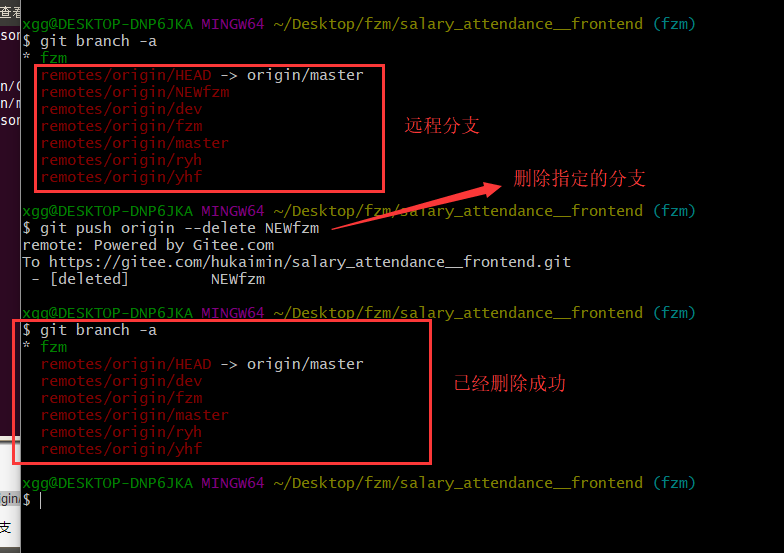 查看
son
xgg@DESKTOP-DNP6JKA MINGW64 ~/Desktop/fzm/salary_attendance__frontend (fzm)
$ git branch -a
* fzm
remotes/origin/HEAD -> origin/master
remotes/origin/NEWfzm
remotes/origin/dev
remotes/origin/fzm
remotes/origin/master
remotes/origin/ryh
remotes/origin/yhf
n/
n/m
son
远程分支
删除指定的分支
xgg@DESKTOP-DNP6JKA MINGW64 ~/Desktop/fzm/salary_attendance__frontend (fzm)
$ git push origin --delete NEWfzm
remote: Powered by Gitee.com
To https://gitee.com/hukaimin/salary_attendance__frontend.git
- [deleted] NEWfzm
xgg@DESKTOP-DNP6JKA MINGW64 ~/Desktop/fzm/salary_attendance__frontend (fzm)
$ git branch -a
* fzm
remotes/origin/HEAD -> origin/master
remotes/origin/dev
remotes/origin/fzm
remotes/origin/master
remotes/origin/ryh
remotes/origin/yhf
已经删除成功
xgg@DESKTOP-DNP6JKA MINGW64 ~/Desktop/fzm/salary_attendance__frontend (fzm)
$
gin/
支